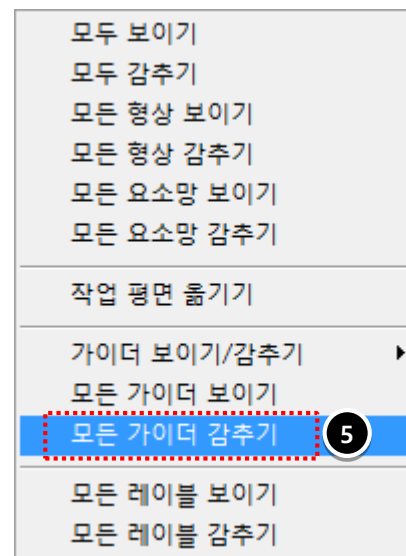 모두 보이기
모두 감추기
모든 형상 보이기
모든 형상 감추기
모든 요소망 보이기
모든 요소망 감추기
작업 평면 옮기기
가이더 보이기/감추기
모든 가이더 보이기
모든 가이더 감추기 5
모든 레이블 보이기
모든 레이블 감추기